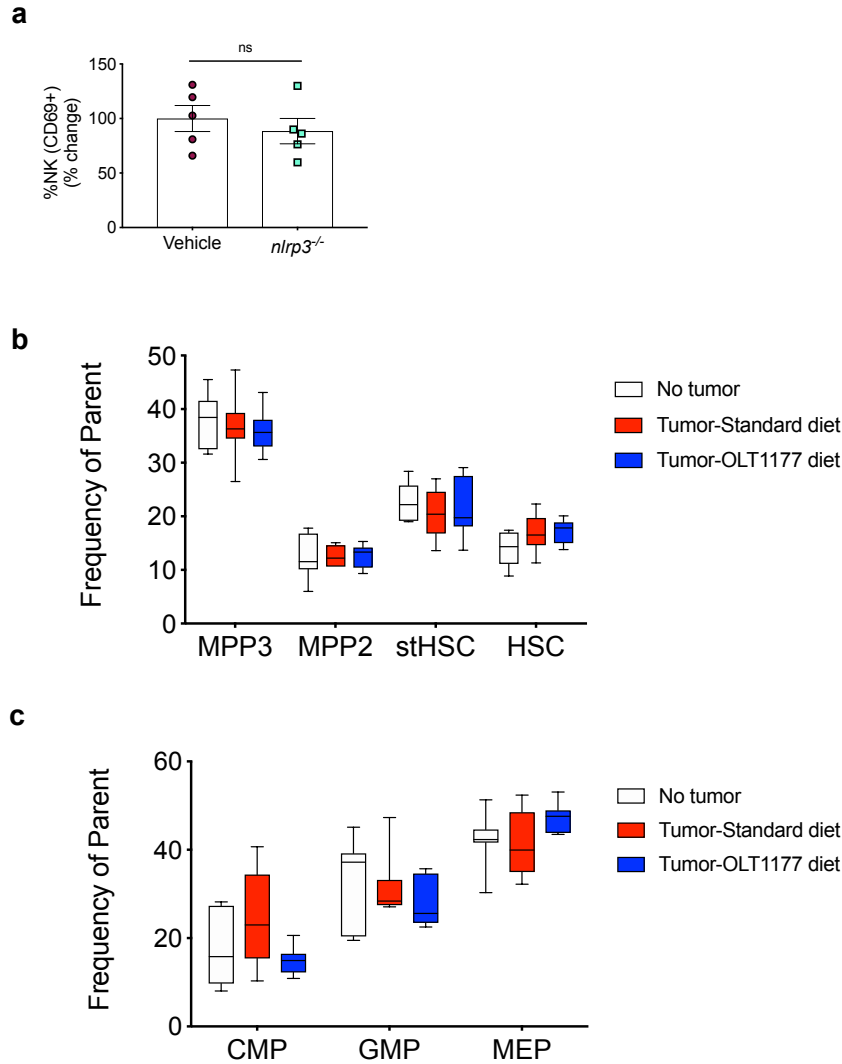 a
ns
%NK (CD69+)
(% change)
150
100
50
0
Vehicle
nlrp3-/-
b
Frequency of Parent
50
40
30
20
10
0
MPP3
MPP2
stHSC
HSC
No tumor
Tumor-Standard diet
Tumor-OLT1177 diet
c
Frequency of Parent
60
40
20
0
CMP
GMP
MEP
No tumor
Tumor-Standard diet
Tumor-OLT1177 diet